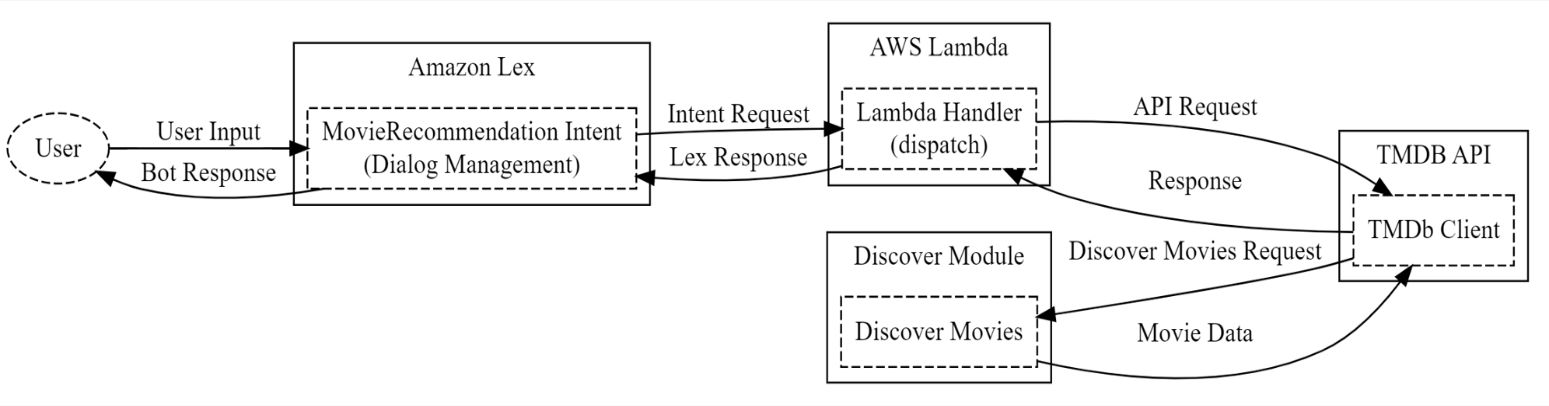 User
User Input
Bot Response
Amazon Lex
MovieRecommendation Intent
(Dialog Management)
Intent Request
Lex Response
AWS Lambda
Lambda Handler
(dispatch)
API Request
Response
TMDB API
TMDb Client
Discover Module
Discover Movies
Discover Movies Request
Movie Data